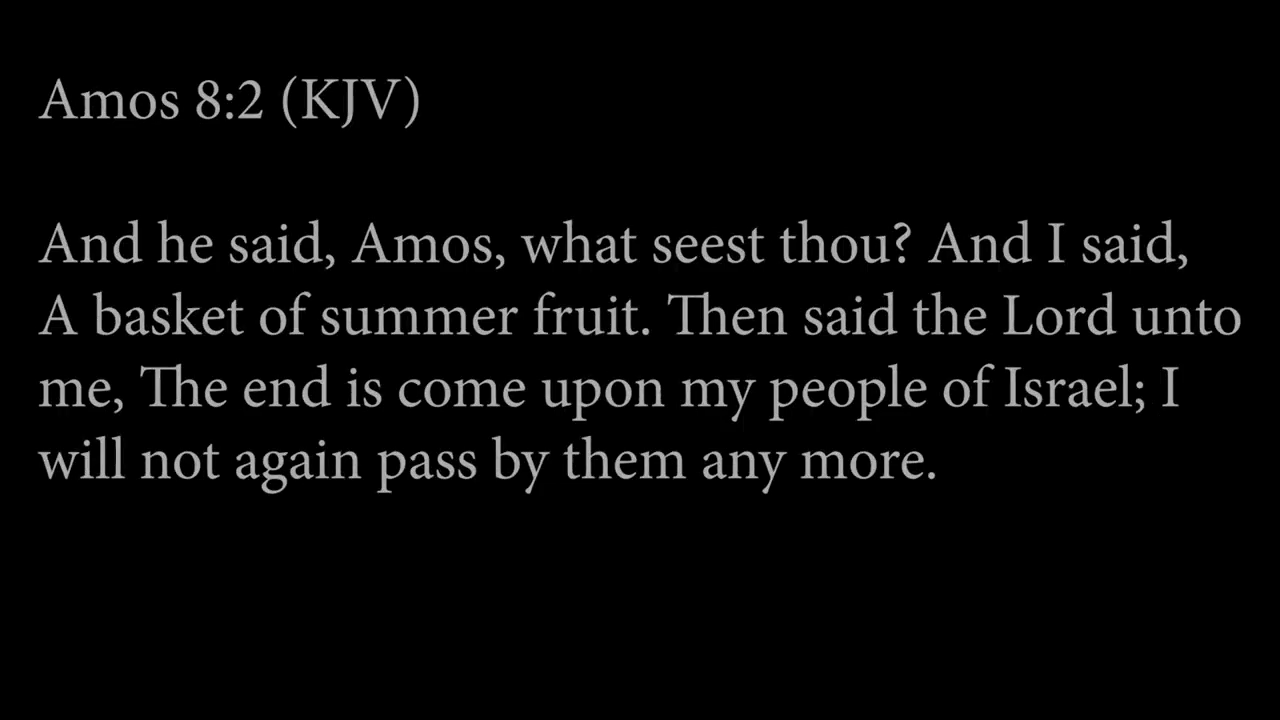 Amos 8:2 (KJV)
And he said, Amos, what seest thou? And I said,
A basket of summer fruit. Then said the Lord unto
me, The end is come upon my people of Israel; I
will not again pass by them any more.